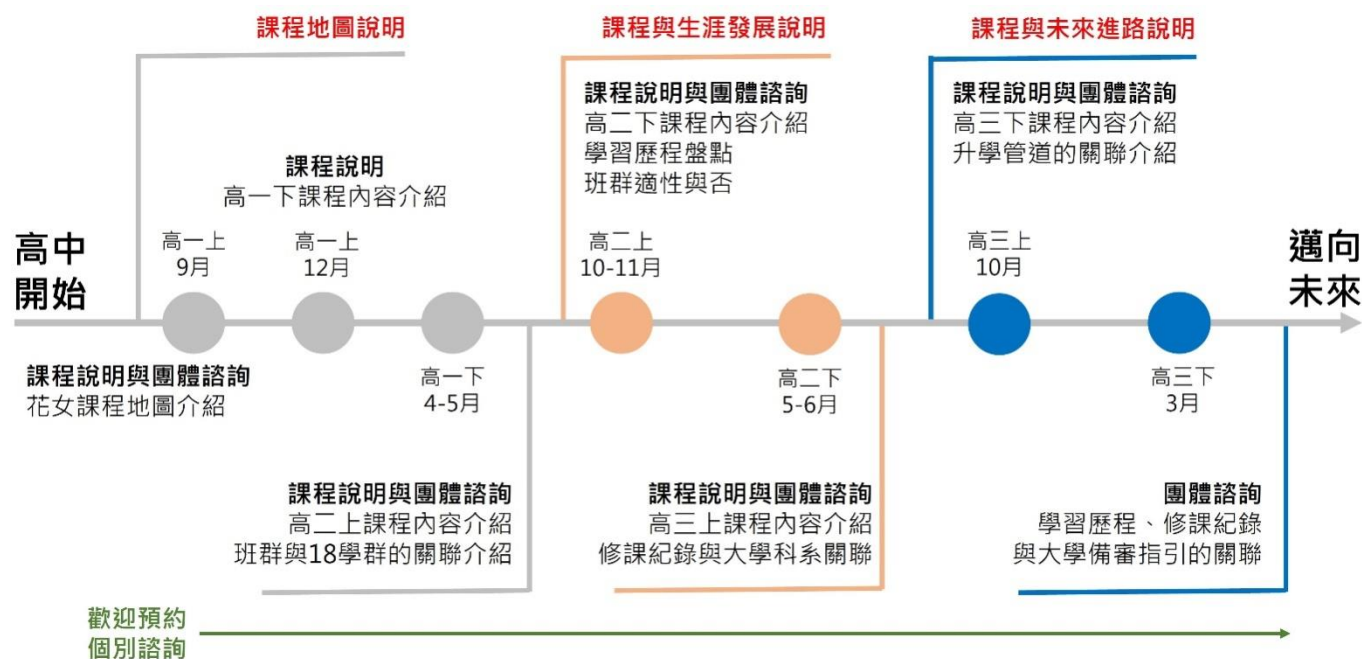 課程地圖說明
課程與生涯發展說明
課程與未來進路說明
課程說明與團體諮詢
高二下課程內容介紹
學習歷程盤點
班群適性與否
課程說明與團體諮詢
高三下課程內容介紹
升學管道的關聯介紹
課程說明
高一下課程內容介紹
高中
開始
高一上
9月
高一上
12月
高二上
10-11月
高三上
10月
邁向
未來
課程說明與團體諮詢
花女課程地圖介紹
高一下
4-5月
高二下
5-6月
高三下
3月
課程說明與團體諮詢
高二上課程內容介紹
班群與18學群的關聯介紹
課程說明與團體諮詢
高三上課程內容介紹
修課紀錄與大學科系關聯
團體諮詢
學習歷程、修課紀錄
與大學備審指引的關聯
歡迎預約
個別諮詢